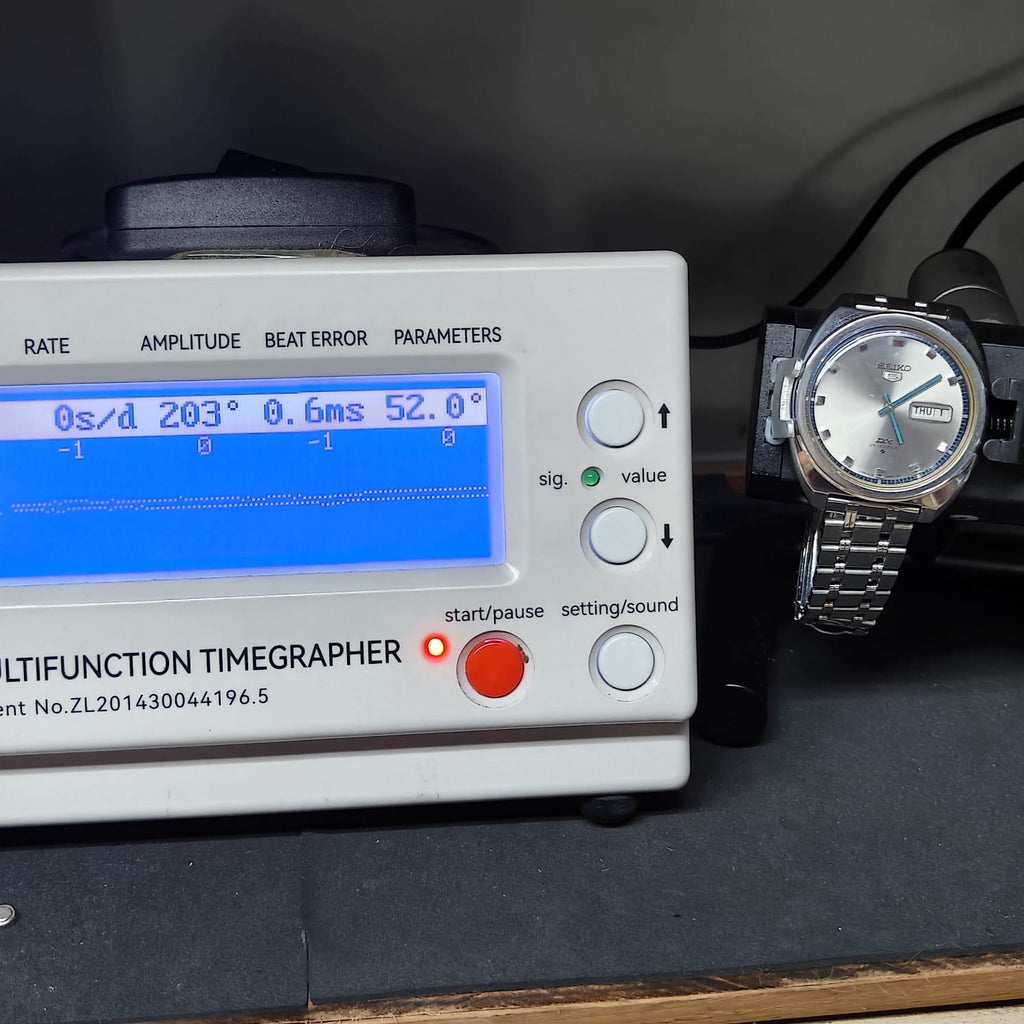 RATE AMPLITUDE BEAT ERROR PARAMETERS
0s/d 203° 0.6ms 52.0°
-1 0 -1 0
sig. value
start/pause setting/sound
ULTIFUNCTION TIMEGRAPHER
ent No.ZL201430044196.5
SEIKO
5
THU 1
DX